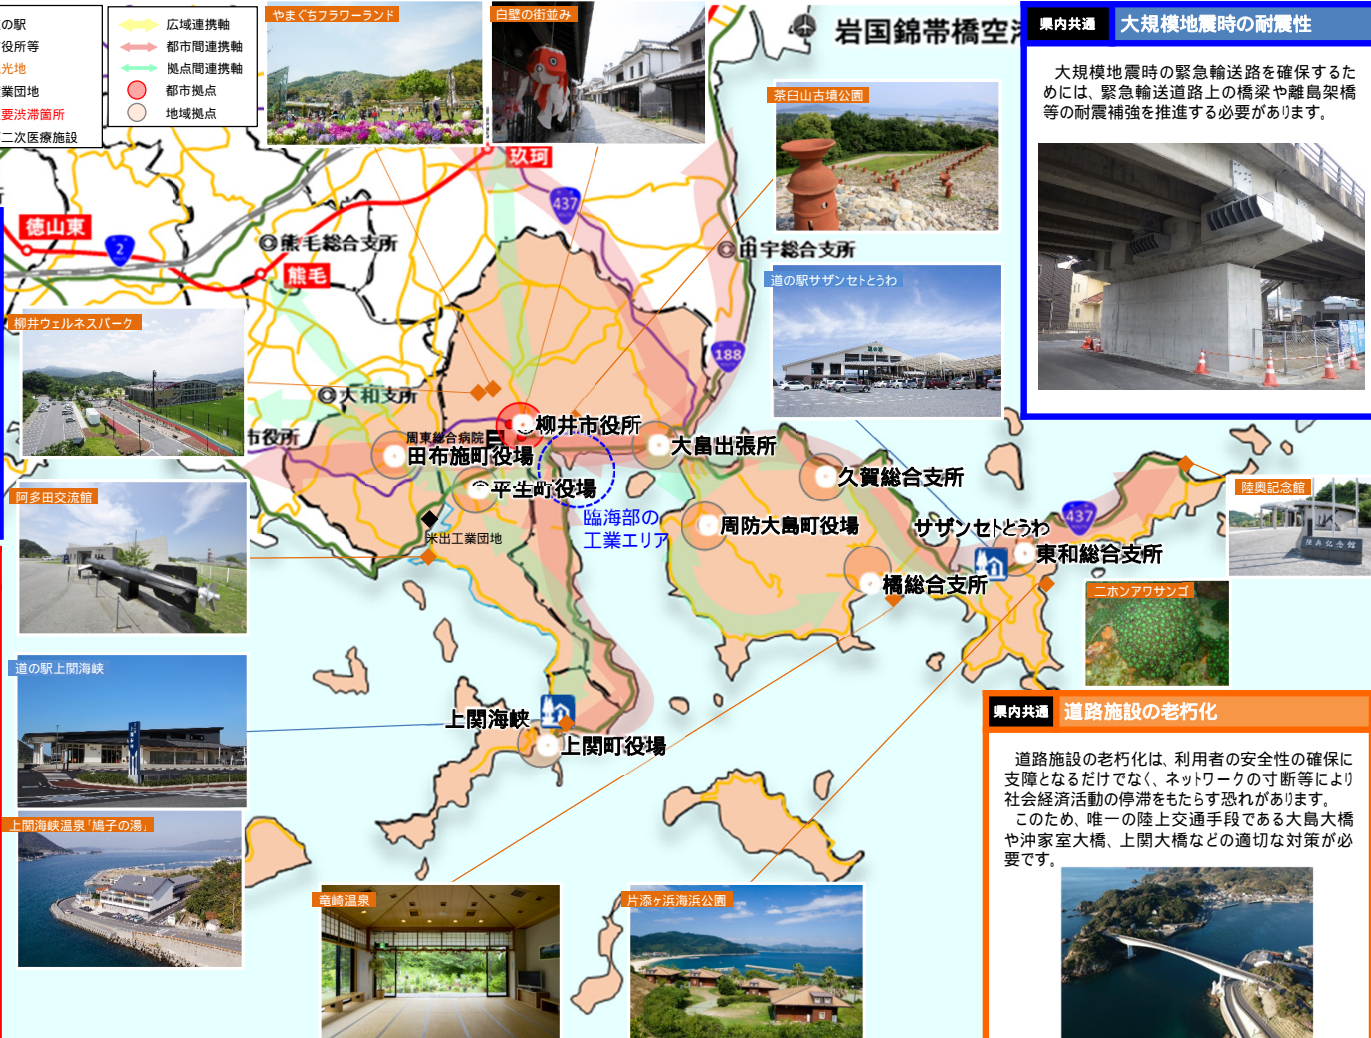 の駅
役所等
光地
業団地
要渋滞箇所
二次医療施設
広域連携軸
都市間連携軸
拠点間連携軸
都市拠点
地域拠点
やまぐちフラワーランド
白壁の街並み
岩国錦帯橋空
茶臼山古墳公園
県内共通 大規模地震時の耐震性
大規模地震時の緊急輸送路を確保するた
めには、緊急輸送道路上の橋梁や離島架橋
等の耐震補強を推進する必要があります。
玖珂
437
徳山東
2
熊毛総合支所
熊毛
由宇総合支所
道の駅サザンセトとうわ
柳井ウェルネスパーク
188
大和支所
市役所
周東総合病院
柳井市役所
田布施町役場
大畠出張所
平生町役場
久賀総合支所
臨海部の
工業エリア
周防大島町役場
サザンセトとうわ
437
東和総合支所
橘総合支所
陸奥記念館
陸奥記念館
ニホンアワサンゴ
阿多田交流館
米出工業団地
道の駅上関海峡
上関海峡
上関町役場
上関海峡温泉「鳩子の湯」
竜崎温泉
片添ヶ浜海浜公園
県内共通 道路施設の老朽化
道路施設の老朽化は、利用者の安全性の確保に
支障となるだけでなく、ネットワークの寸断等により
社会経済活動の停滞をもたらす恐れがあります。
このため、唯一の陸上交通手段である大島大橋
や沖家室大橋、上関大橋などの適切な対策が必
要です。